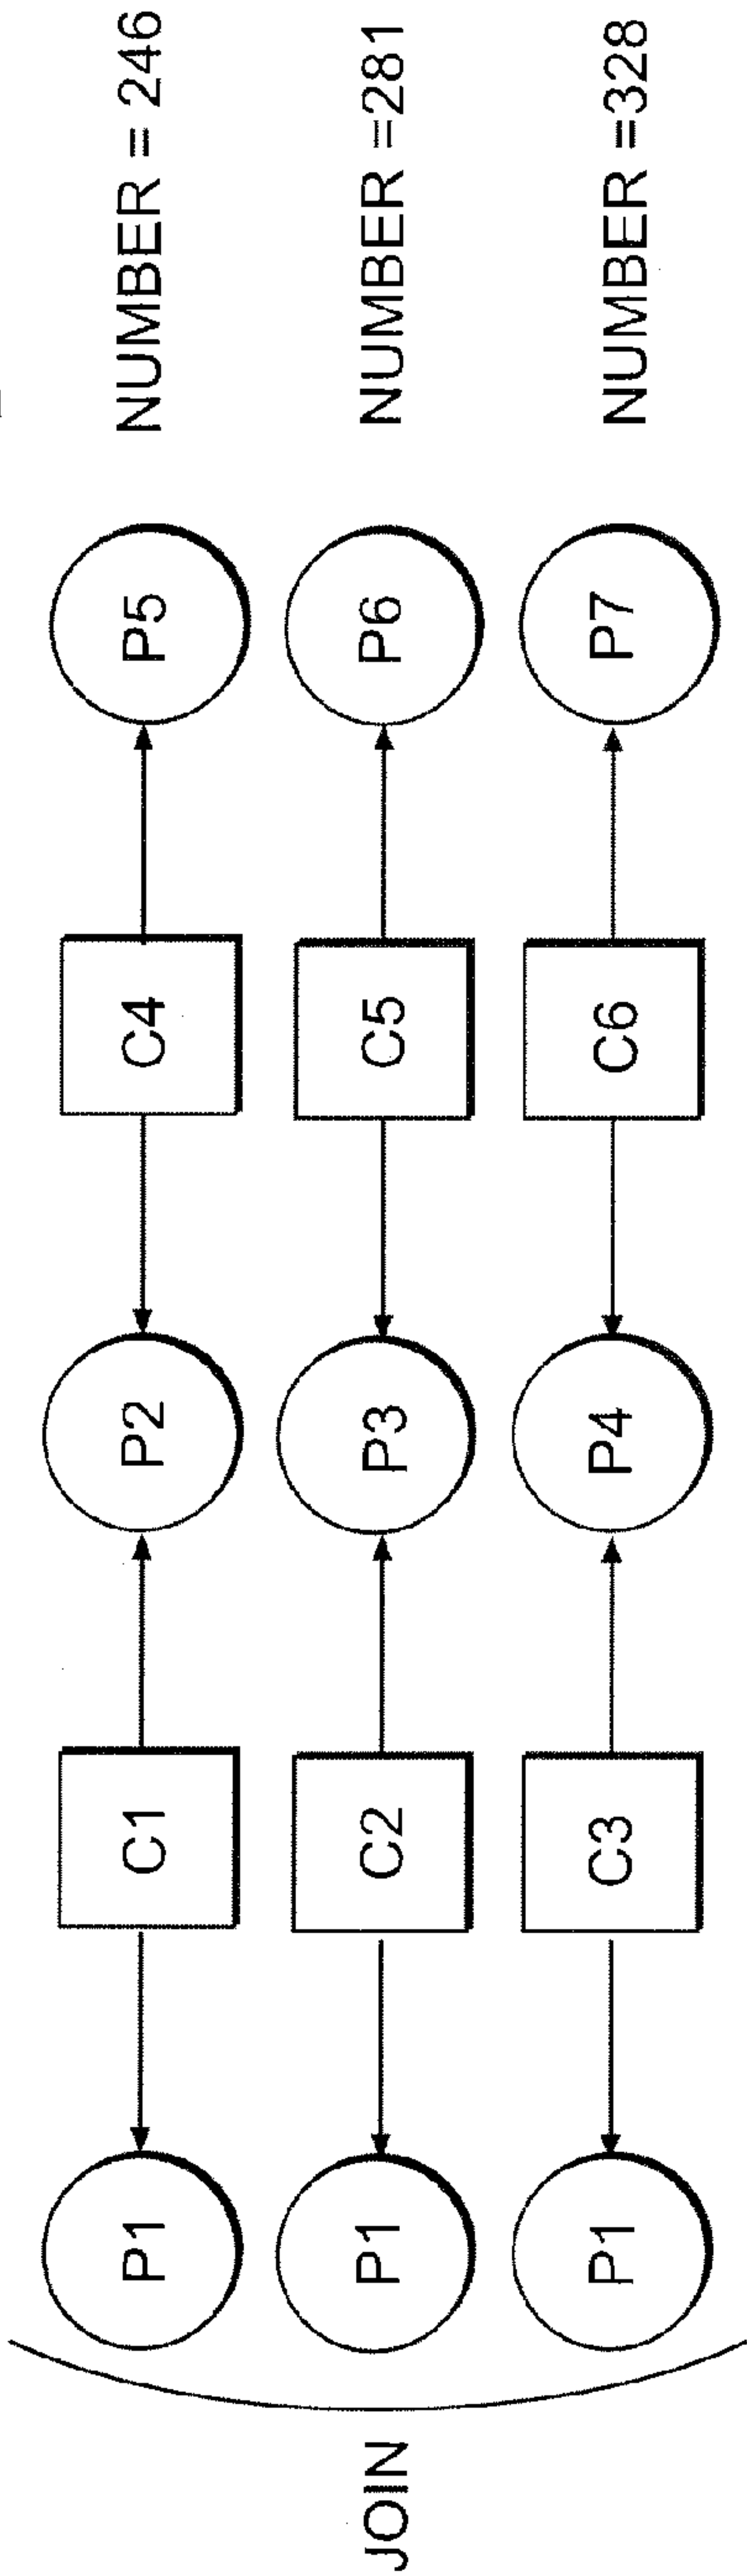 P1 C1 P2 C4 P5 NUMBER = 246
JOIN P1 C2 P3 C5 P6 NUMBER =281
P1 C3 P4 C6 P7 NUMBER =328